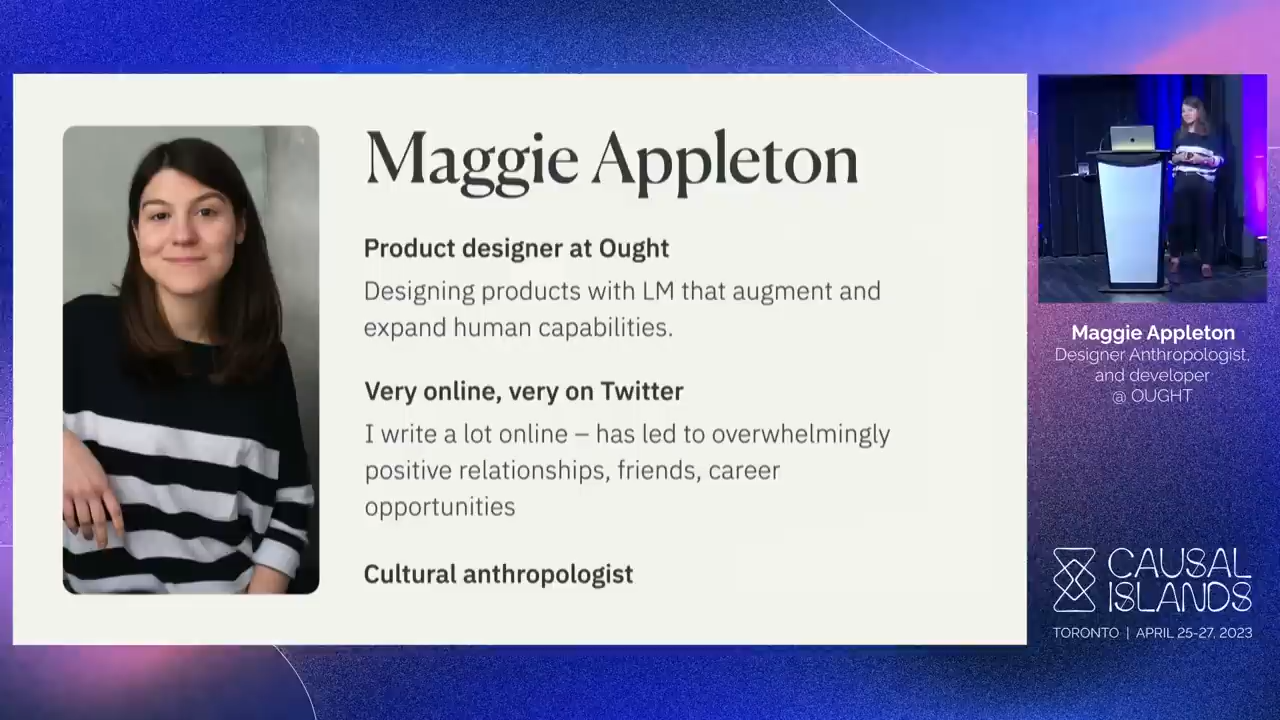 Maggie Appleton
Product designer at Ought
Designing products with LM that augment and
expand human capabilities.
Very online, very on Twitter
I write a lot online – has led to overwhelmingly
positive relationships, friends, career
opportunities
Cultural anthropologist
Maggie Appleton
Designer Anthropologist,
and developer
@ OUGHT
CAUSAL
ISLANDS
TORONTO | APRIL 25-27, 2023